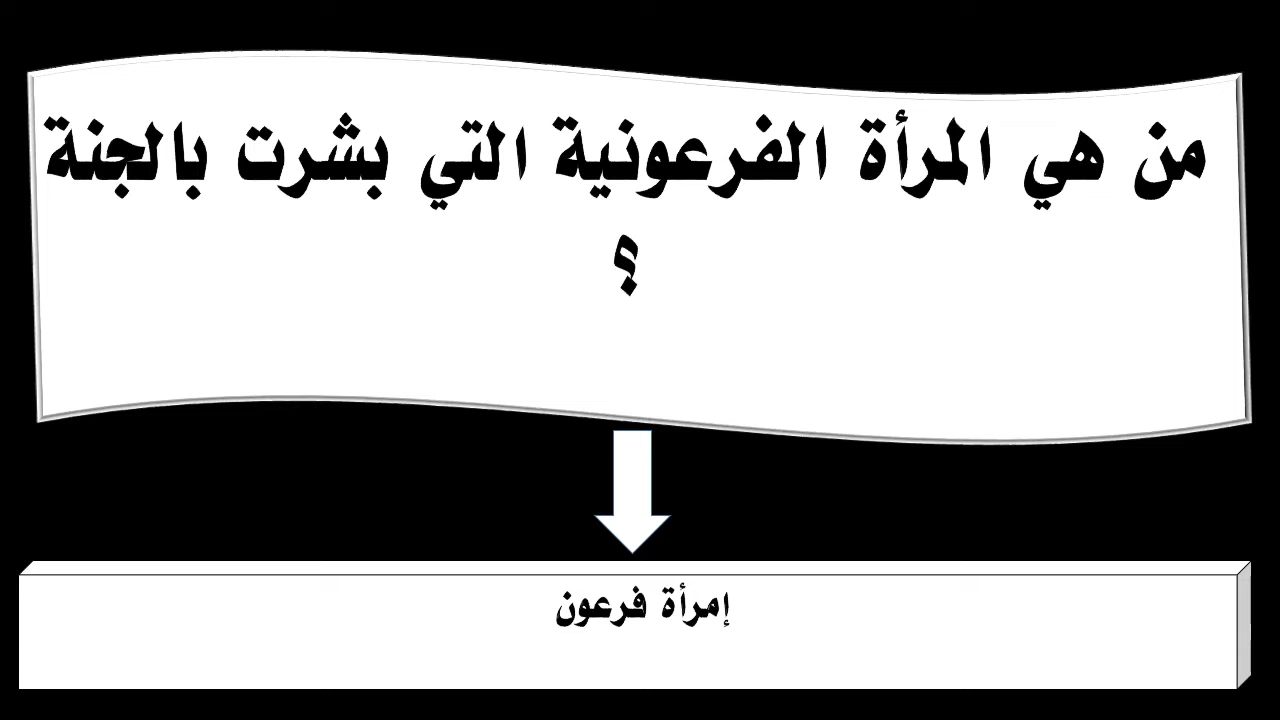 من هي المرأة الفرعونية التي بشرت بالجنة
؟
إمرأة فرعون